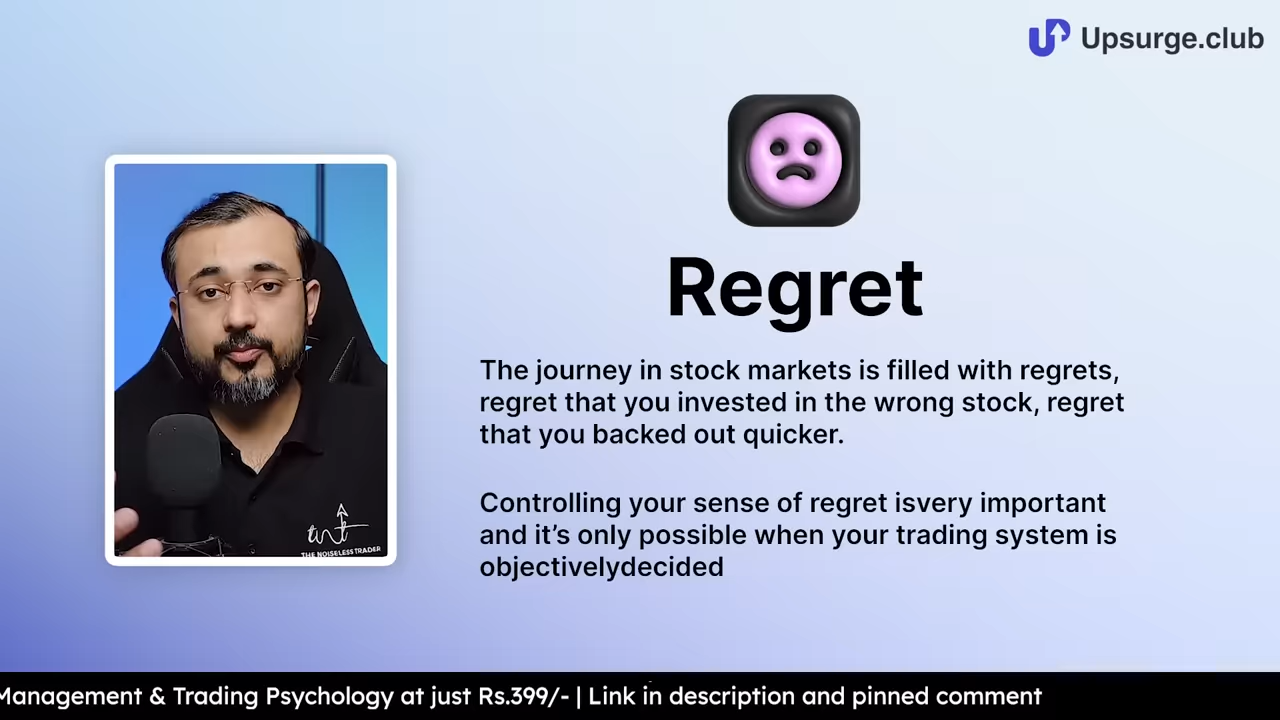 Upsurge.club
Regret
The journey in stock markets is filled with regrets,
regret that you invested in the wrong stock, regret
that you backed out quicker.
Controlling your sense of regret isvery important
and it’s only possible when your trading system is
objectivelydecided
tnt
THE NOISELESS TRADER
Management & Trading Psychology at just Rs.399/- | Link in description and pinned comment